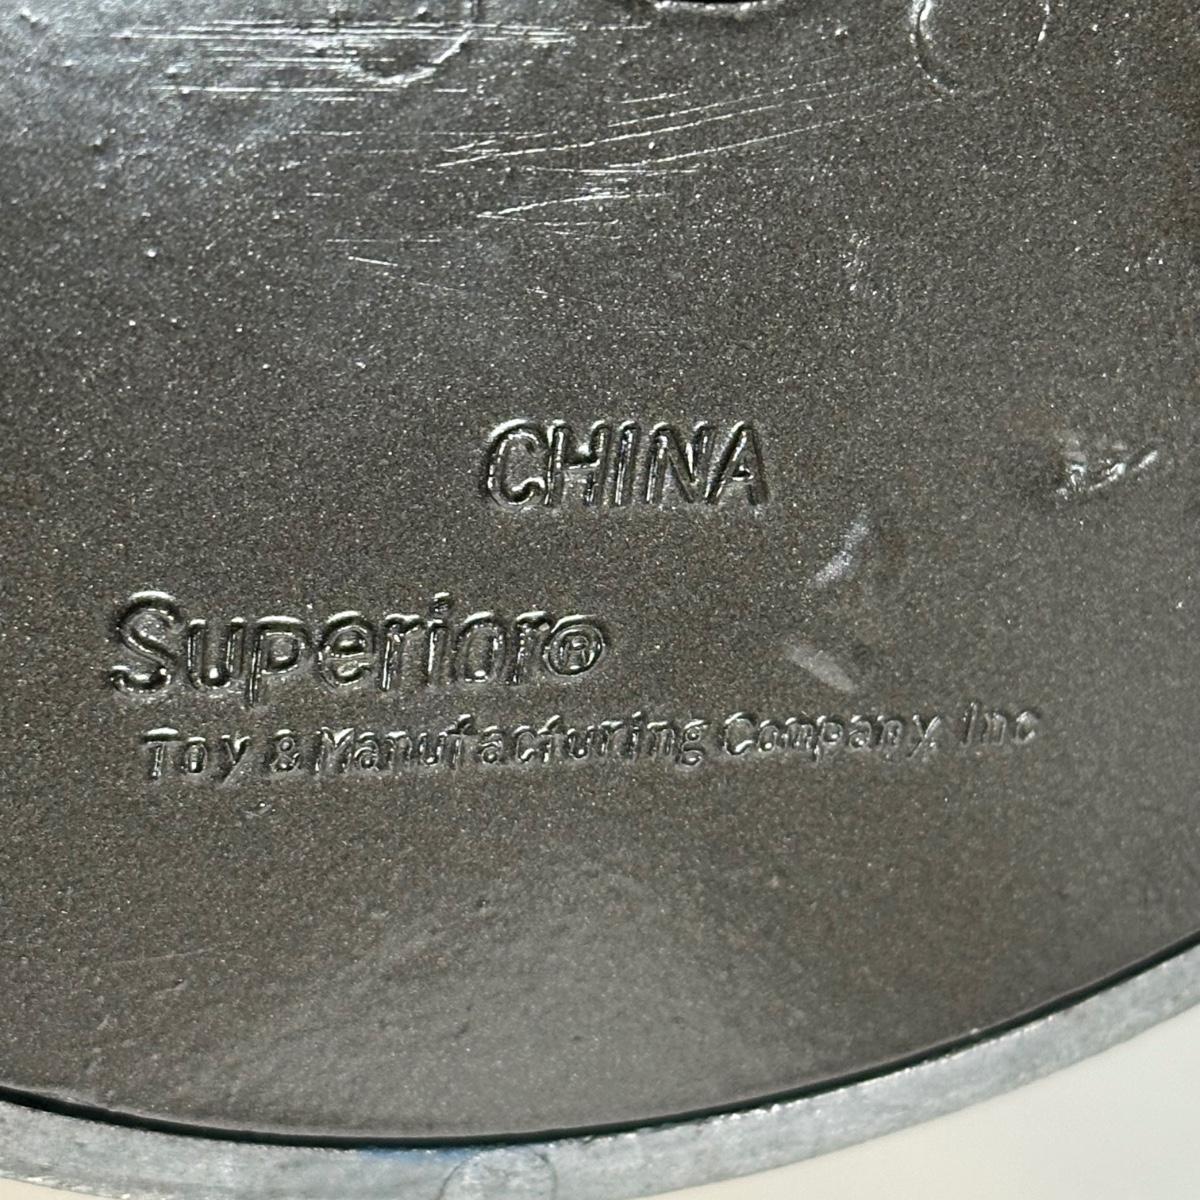 CHINA
Superior®
Toy & Manufacturing Company, Inc